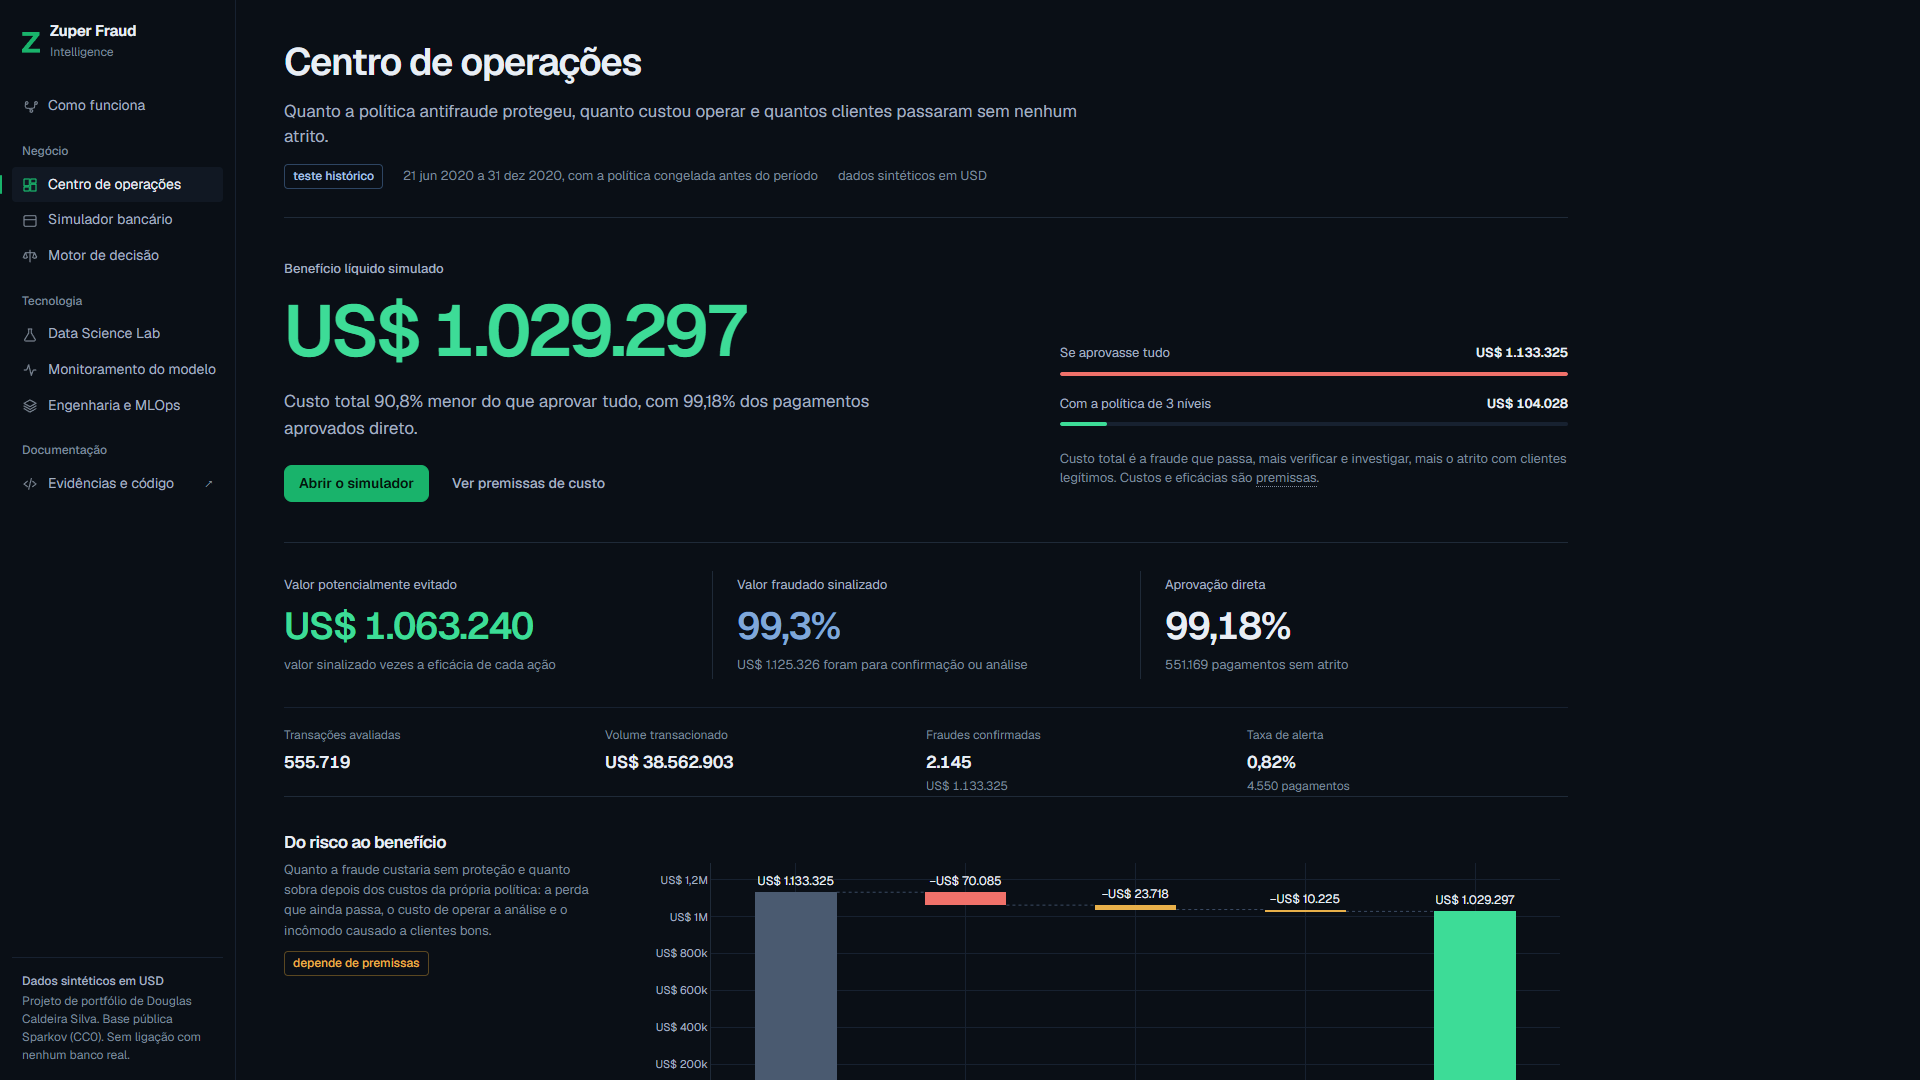 Zuper Fraud
Intelligence
Como funciona
Negócio
Centro de operações
Simulador bancário
Motor de decisão
Tecnologia
Data Science Lab
Monitoramento do modelo
Engenharia e MLOps
Documentação
Evidências e código
Dados sintéticos em USD
Projeto de portfólio de Douglas
Caldeira Silva. Base pública
Sparkov (CC0). Sem ligação com
nenhum banco real.
Centro de operações
Quanto a política antifraude protegeu, quanto custou operar e quantos clientes passaram sem nenhum
atrito.
teste histórico
21 jun 2020 a 31 dez 2020, com a política congelada antes do período
dados sintéticos em USD
Benefício líquido simulado
US$ 1.029.297
Custo total 90,8% menor do que aprovar tudo, com 99,18% dos pagamentos
aprovados direto.
Abrir o simulador
Ver premissas de custo
Se aprovasse tudo
US$ 1.133.325
Com a política de 3 níveis
US$ 104.028
Custo total é a fraude que passa, mais verificar e investigar, mais o atrito com clientes
legítimos. Custos e eficácias são premissas.
Valor potencialmente evitado
US$ 1.063.240
valor sinalizado vezes a eficácia de cada ação
Valor fraudado sinalizado
99,3%
US$ 1.125.326 foram para confirmação ou análise
Aprovação direta
99,18%
551.169 pagamentos sem atrito
Transações avaliadas
555.719
Volume transacionado
US$ 38.562.903
Fraudes confirmadas
2.145
US$ 1.133.325
Taxa de alerta
0,82%
4.550 pagamentos
Do risco ao benefício
Quanto a fraude custaria sem proteção e quanto
sobra depois dos custos da própria política: a perda
que ainda passa, o custo de operar a análise e o
incômodo causado a clientes bons.
depende de premissas
US$ 1,2M
US$ 1M
US$ 800k
US$ 600k
US$ 400k
US$ 200k
US$ 1.133.325
−US$ 70.085
−US$ 23.718
−US$ 10.225
US$ 1.029.297